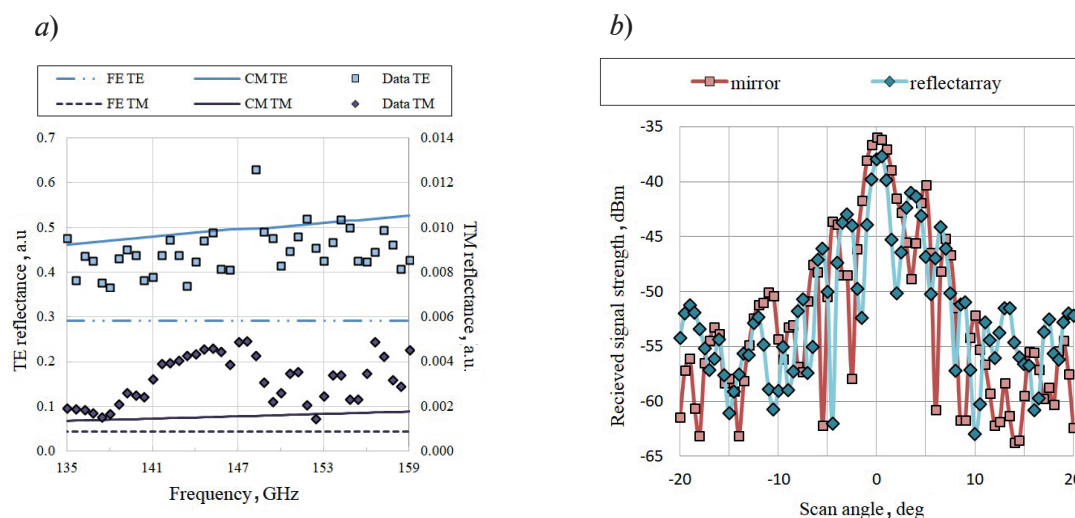 a)
FE TE CM TE Data TE
FE TM CM TM Data TM
0.7 0.014
0.6 0.012
0.5 0.010
0.4 0.008
0.3 0.006
0.2 0.004
0.1 0.002
0.0 0.000
135 141 147 153 159
Frequency, GHz
TE reflectance, a.u
TM reflectance, a.u.
b)
mirror reflectarray
-35
-40
-45
-50
-55
-60
-65
-20 -10 0 10 20
Scan angle, deg
Recieved signal strength, dBm